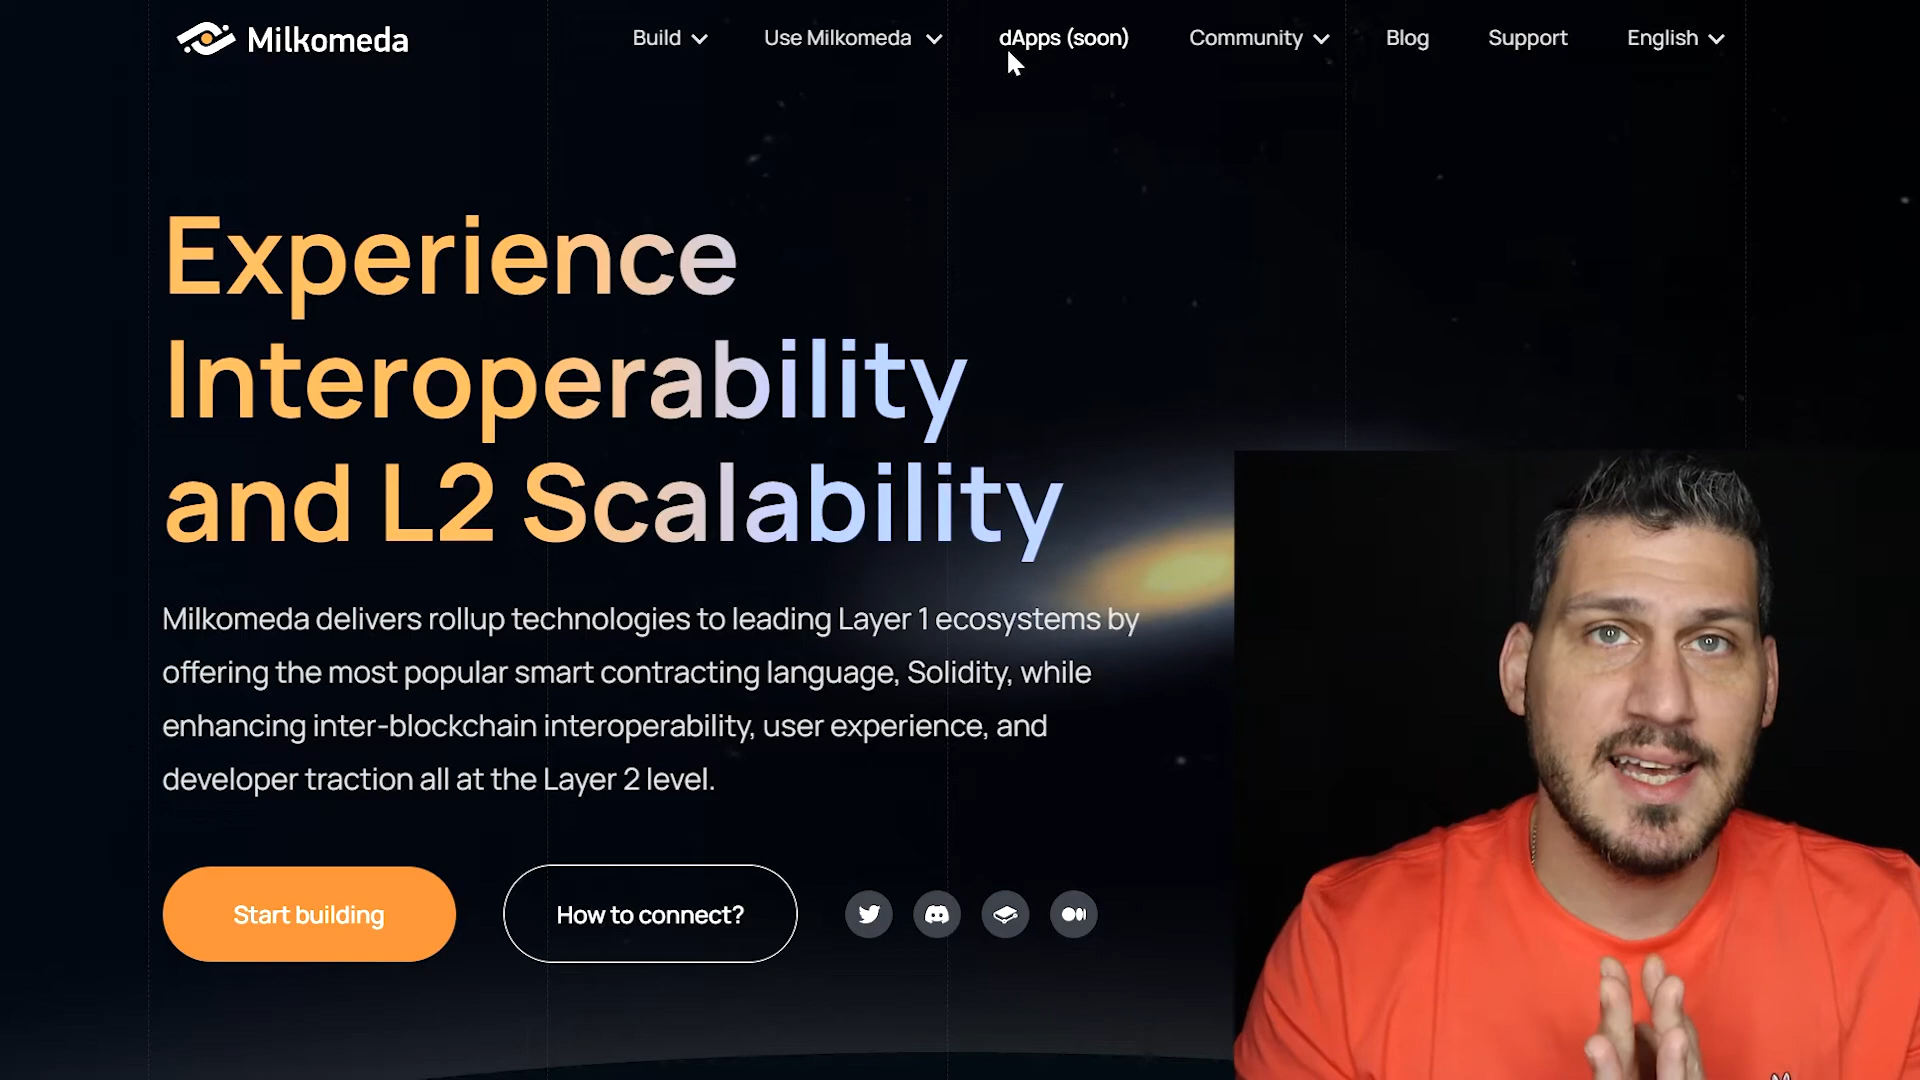 Milkomeda
Build
Use Milkomeda
dApps (soon)
Community
Blog
Support
English
Experience
Interoperability
and L2 Scalability
Milkomeda delivers rollup technologies to leading Layer 1 ecosystems by
offering the most popular smart contracting language, Solidity, while
enhancing inter-blockchain interoperability, user experience, and
developer traction all at the Layer 2 level.
Start building
How to connect?